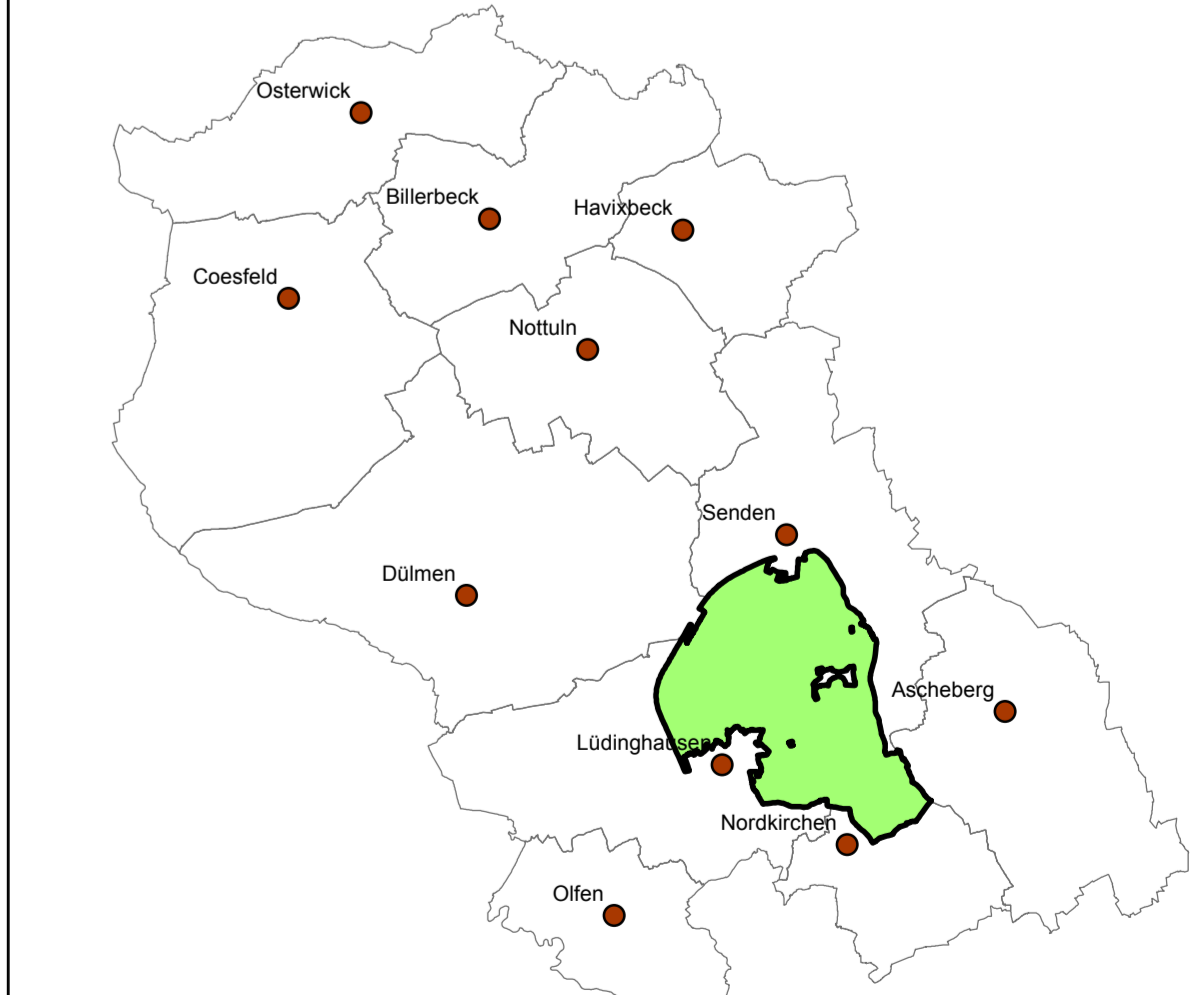 Osterwick
Billerbeck
Havixbeck
Coesfeld
Nottuln
Senden
Dülmen
Ascheberg
Lüdinghausen
Nordkirchen
Olfen